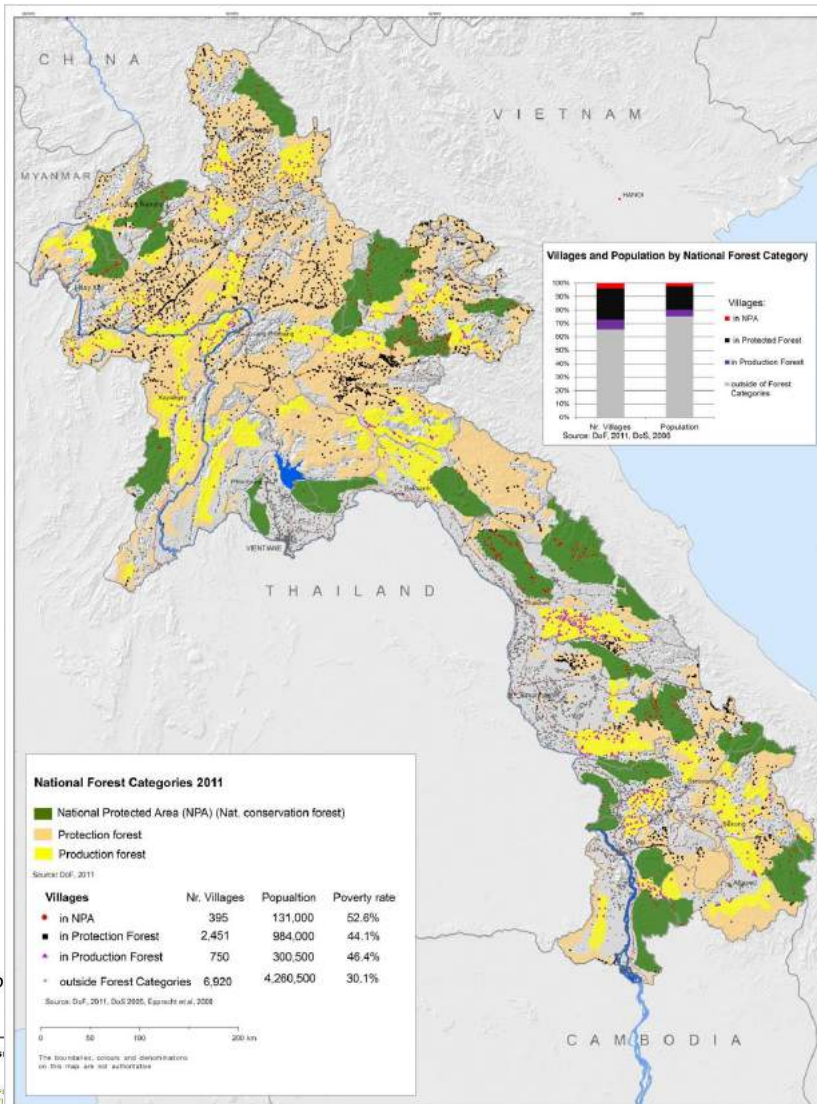 CHINA
VIETNAM
MYANMAR
HANOI
Villages and Population by National Forest Category
100%
90%
80%
70%
60%
50%
40%
30%
20%
10%
0%
Nr. Villages
Population
Villages:
in NPA
in Protected Forest
in Production Forest
outside of Forest
Categories
Source: DoF, 2011, DoS, 2006
VIENTIANE
THAILAND
CAMBODIA
National Forest Categories 2011
National Protected Area (NPA) (Nat. conservation forest)
Protection forest
Production forest
Source: DoF, 2011
Villages Nr. Villages Popualtion Poverty rate
in NPA 395 131,000 52.6%
in Protection Forest 2,451 984,000 44.1%
in Production Forest 750 300,500 46.4%
outside Forest Categories 6,920 4,260,500 30.1%
Source: DoF, 2011, DoS 2005, Epprecht et al, 2008
0 50 100 200 km
The boundaries, colours and denominations
on this map are not authoritative